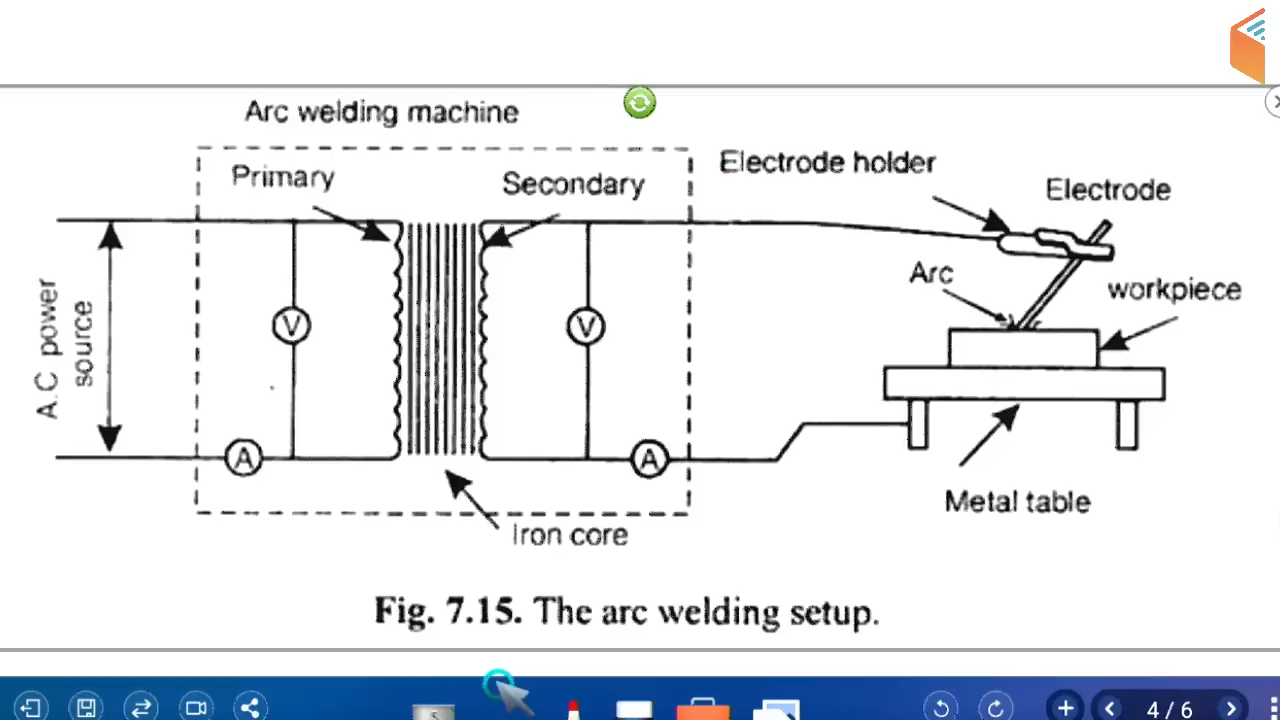 Arc welding machine
Primary
Secondary
Electrode holder
Electrode
Arc
workpiece
A.C power
source
V
V
A
A
Iron core
Metal table
Fig. 7.15. The arc welding setup.
4 / 6